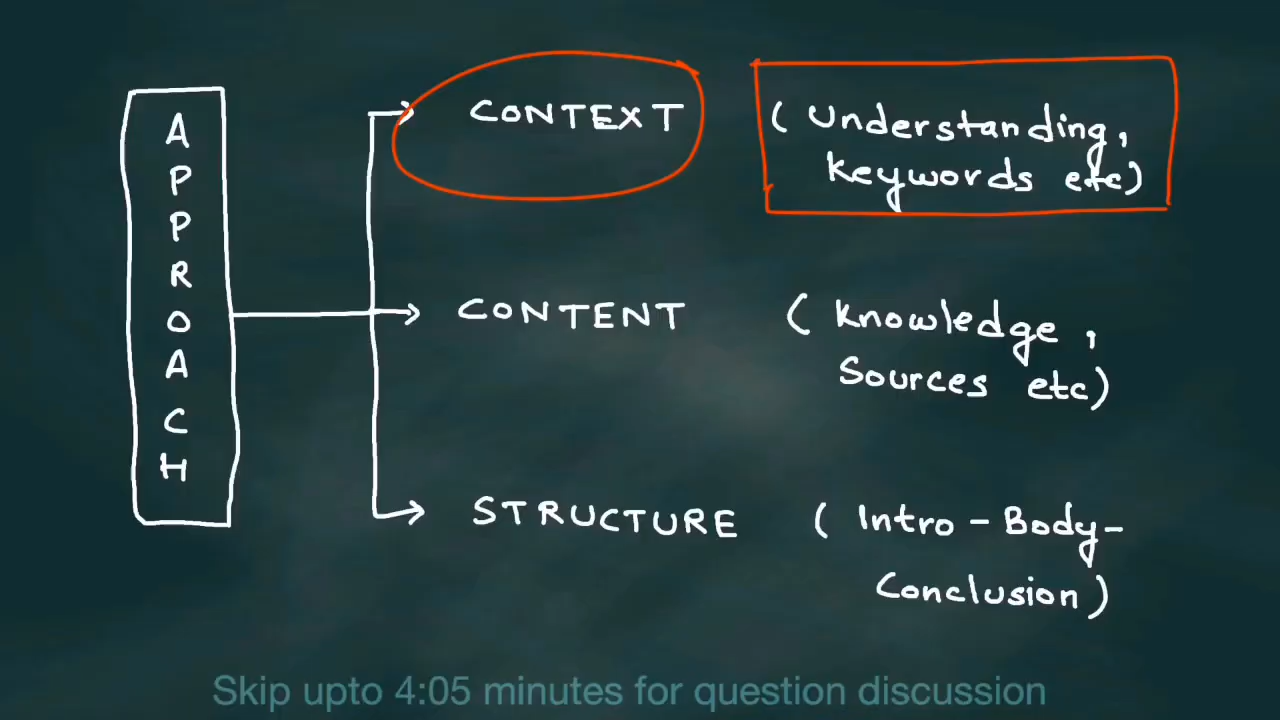 APPROACH
CONTEXT (Understanding,
Keywords etc)
CONTENT (Knowledge,
Sources etc)
STRUCTURE (Intro - Body -
Conclusion)
Skip upto 4:05 minutes for question discussion